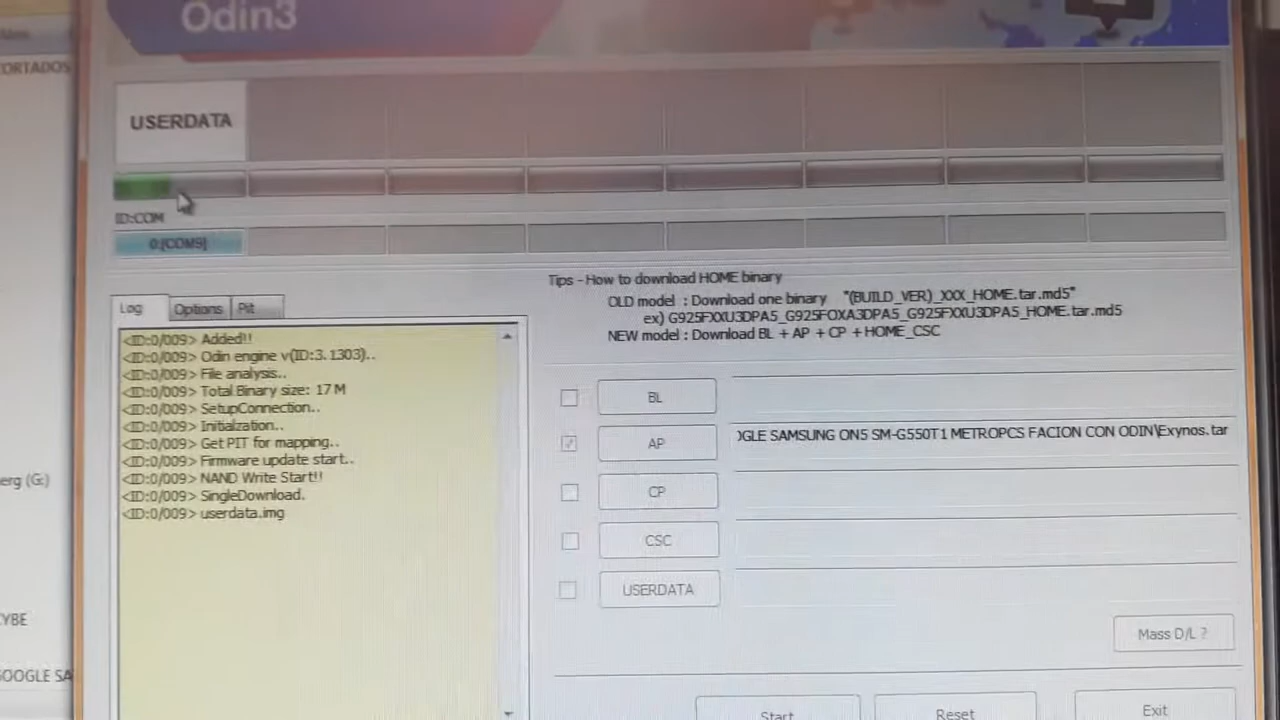 Odin3
ORTADOS
USERDATA
ID:COM
0:[COM9]
Tips - How to download HOME binary
OLD model : Download one binary "(BUILD_VER)_XXX_HOME.tar.md5"
ex) G925FXXU3DPA5_G925FOXA3DPA5_G925FXXU3DPA5_HOME.tar.md5
NEW model : Download BL + AP + CP + HOME_CSC
Log Options Pit
<ID:0/009> Added!!
<ID:0/009> Odin engine v(ID:3.1303)..
<ID:0/009> File analysis..
<ID:0/009> Total Binary size: 17 M
<ID:0/009> SetupConnection..
<ID:0/009> Initialzation..
<ID:0/009> Get PIT for mapping..
<ID:0/009> Firmware update start..
<ID:0/009> NAND Write Start!!
<ID:0/009> SingleDownload.
<ID:0/009> userdata.img
BL
AP OGLE SAMSUNG ON5 SM-G550T1 METROPCS FACION CON ODIN\Exynos.tar
CP
CSC
USERDATA
erg (G:)
YBE
OOGLE SA
Mass D/L ?
Start Reset Exit